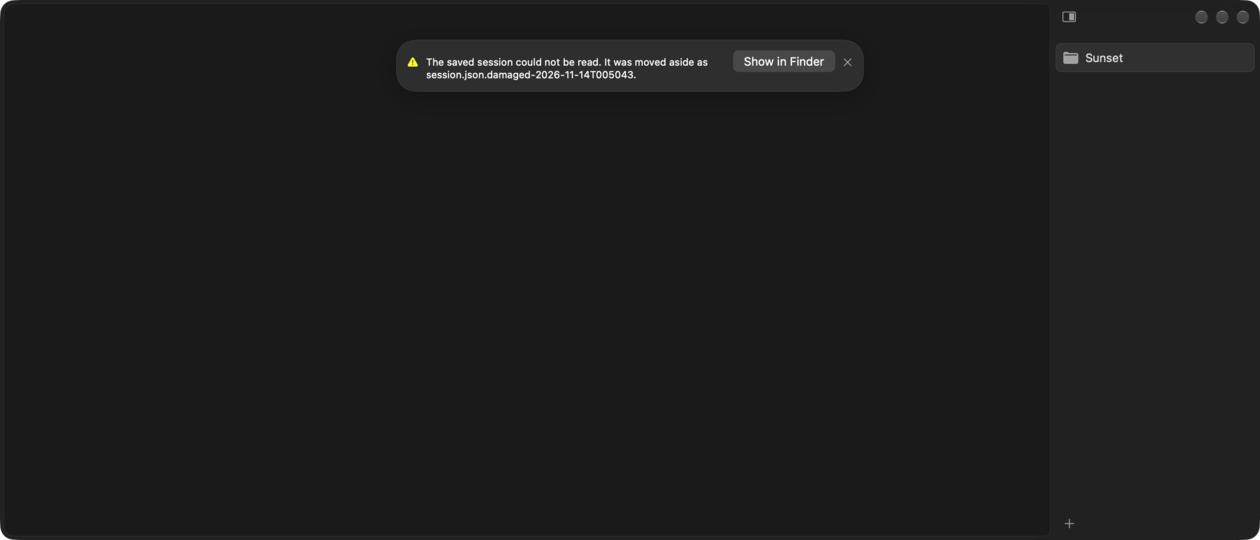 The saved session could not be read. It was moved aside as
session.json.damaged-2026-11-14T005043.
Show in Finder
Sunset